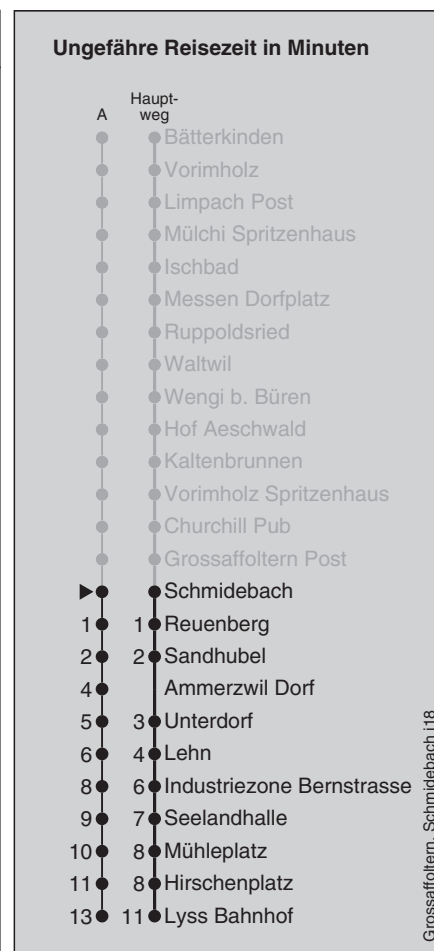 Ungefähre Reisezeit in Minuten
Haupt-
A weg
Bätterkinden
Vorimholz
Limpach Post
Mülchi Spritzenhaus
Ischbad
Messen Dorfplatz
Ruppoldsried
Waltwil
Wengi b. Büren
Hof Aeschwald
Kaltenbrunnen
Vorimholz Spritzenhaus
Churchill Pub
Grossaffoltern Post
Schmidebach
1 1 Reuenberg
2 2 Sandhubel
4 Ammerzwil Dorf
5 3 Unterdorf
6 4 Lehn
8 6 Industriezone Bernstrasse
9 7 Seelandhalle
10 8 Mühleplatz
11 8 Hirschenplatz
13 11 Lyss Bahnhof
Grossaffoltern, Schmidebach j18